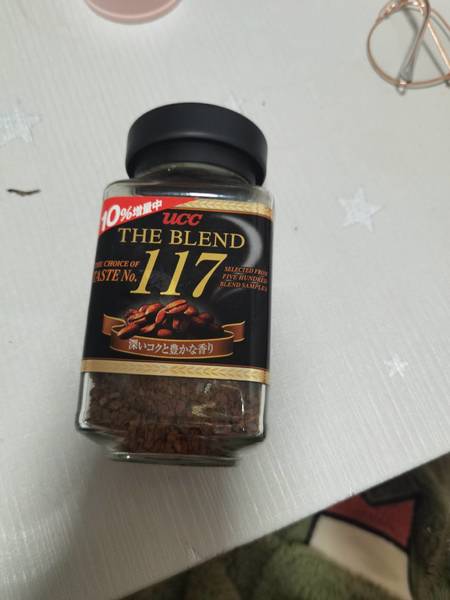 10%増量中
ucc
THE BLEND
THE CHOICE OF
TASTE No.
117
SELECTED FROM
FIVE HUNDRED
BLEND SAMPLES
深いコクと豊かな香り